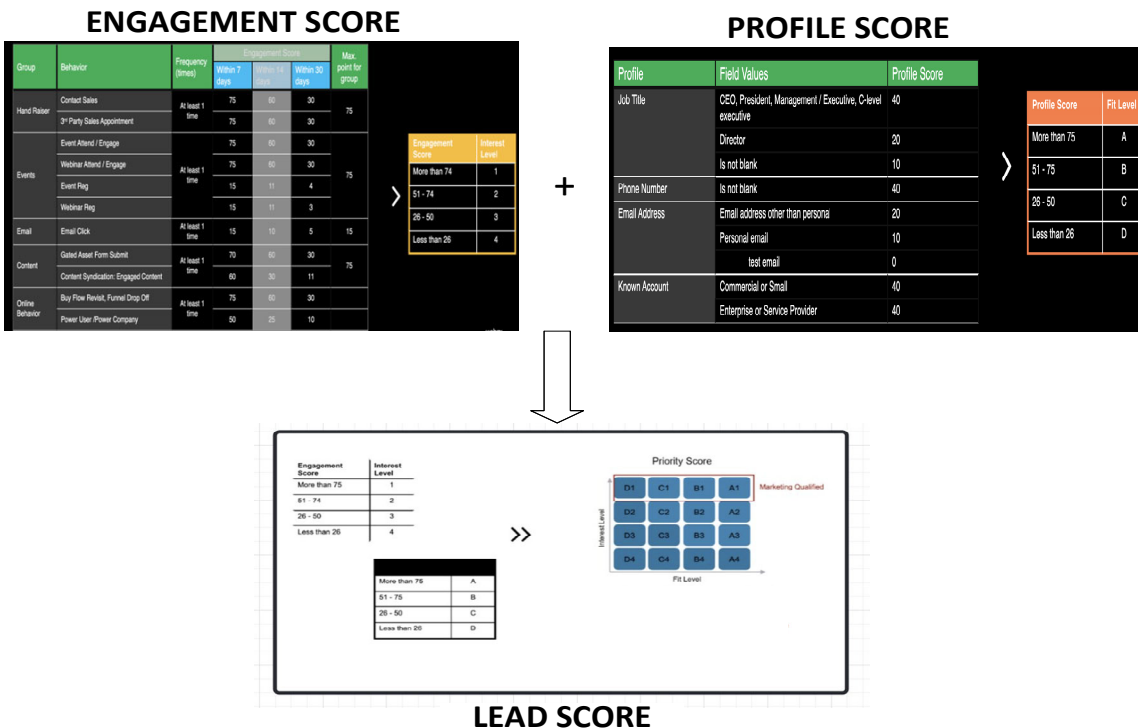 ENGAGEMENT SCORE
PROFILE SCORE
Group Behavior Frequency (times) Engagement Score Max. point for group
Within 7 days Within 14 days Within 30 days
Hand Raiser At least 1 time 75
Contact Sales 75 60 30
3rd Party Sales Appointment 75 60 30
Events At least 1 time 75
Event Attend / Engage 75 60 30
Webinar Attend / Engage 75 60 30
Event Reg 15 11 4
Webinar Reg 15 11 3
Email Email Click At least 1 time 15 10 5 15
Content At least 1 time 75
Gated Asset Form Submit 70 60 30
Content Syndication: Engaged Content 60 30 11
Online Behavior At least 1 time
Buy Flow Revisit, Funnel Drop Off 75 60 30
Power User /Power Company 50 25 10
Engagement Score Interest Level
More than 74 1
51 - 74 2
26 - 50 3
Less than 26 4
+
Profile Field Values Profile Score
Job Title CEO, President, Management / Executive, C-level executive 40
Director 20
Is not blank 10
Phone Number Is not blank 40
Email Address Email address other than personal 20
Personal email 10
test email 0
Known Account Commercial or Small 40
Enterprise or Service Provider 40
Profile Score Fit Level
More than 75 A
51 - 75 B
26 - 50 C
Less than 26 D
Engagement Score Interest Level
More than 75 1
51 - 74 2
26 - 50 3
Less than 26 4
More than 75 A
51 - 75 B
26 - 50 C
Less than 26 D
>>
Priority Score
D1 C1 B1 A1 Marketing Qualified
D2 C2 B2 A2
D3 C3 B3 A3
D4 C4 B4 A4
Interest Level
Fit Level
LEAD SCORE